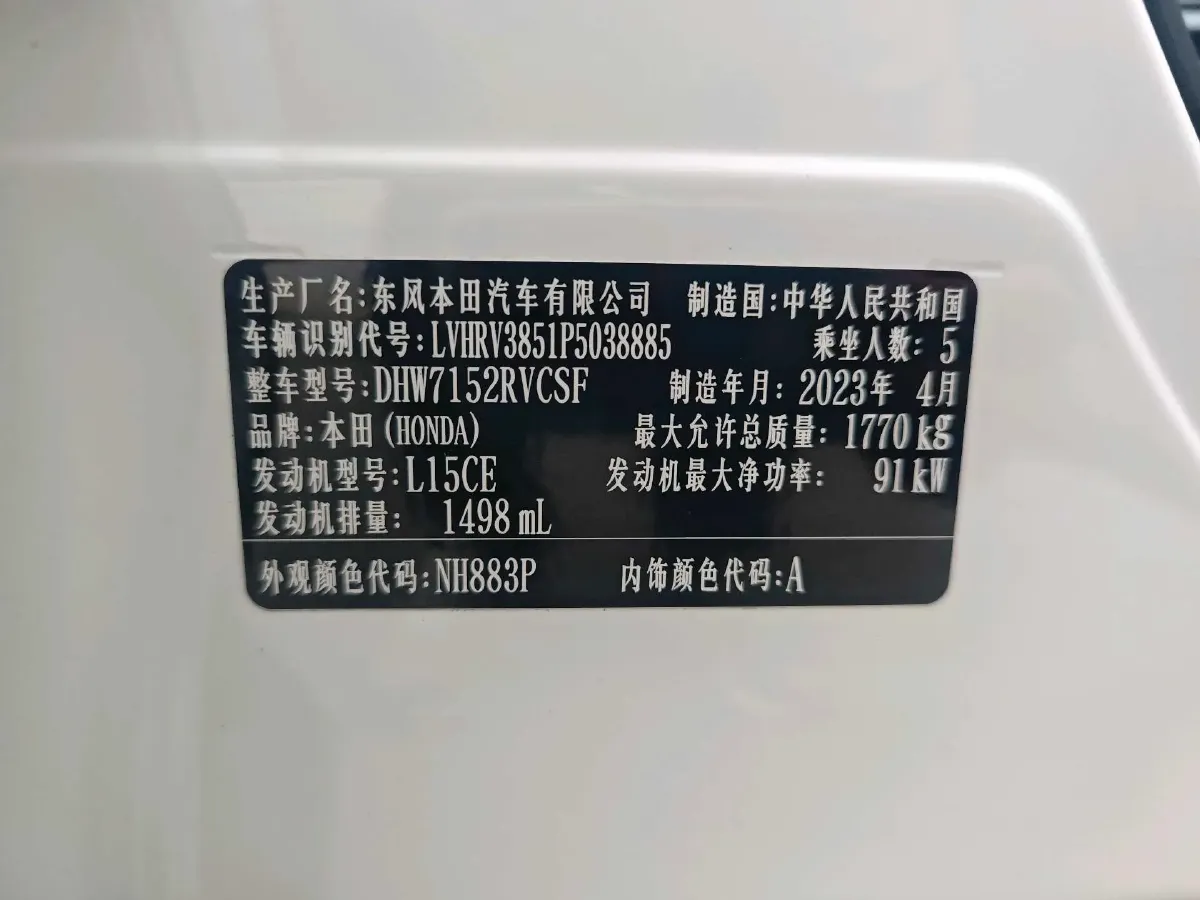 生产厂名:东风本田汽车有限公司 制造国:中华人民共和国
车辆识别代号:LVHRV3851P5038885 乘坐人数:5
整车型号:DHW7152RVCSF 制造年月:2023年 4月
品牌:本田(HONDA) 最大允许总质量:1770kg
发动机型号:L15CE 发动机最大净功率: 91kW
发动机排量: 1498mL
外观颜色代码:NH883P 内饰颜色代码:A